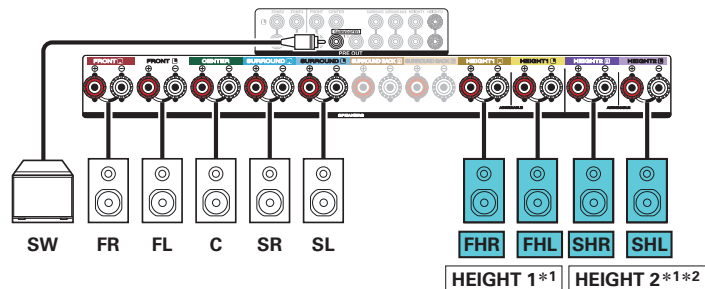 PRE OUT
FRONT R FRONT L CENTER SURROUND R SURROUND L SURROUND BACK R SURROUND BACK L HEIGHT1 R HEIGHT1 L HEIGHT2 R HEIGHT2 L
SPEAKERS
SW FR FL C SR SL FHR FHL SHR SHL
HEIGHT 1*1 HEIGHT 2*1*2